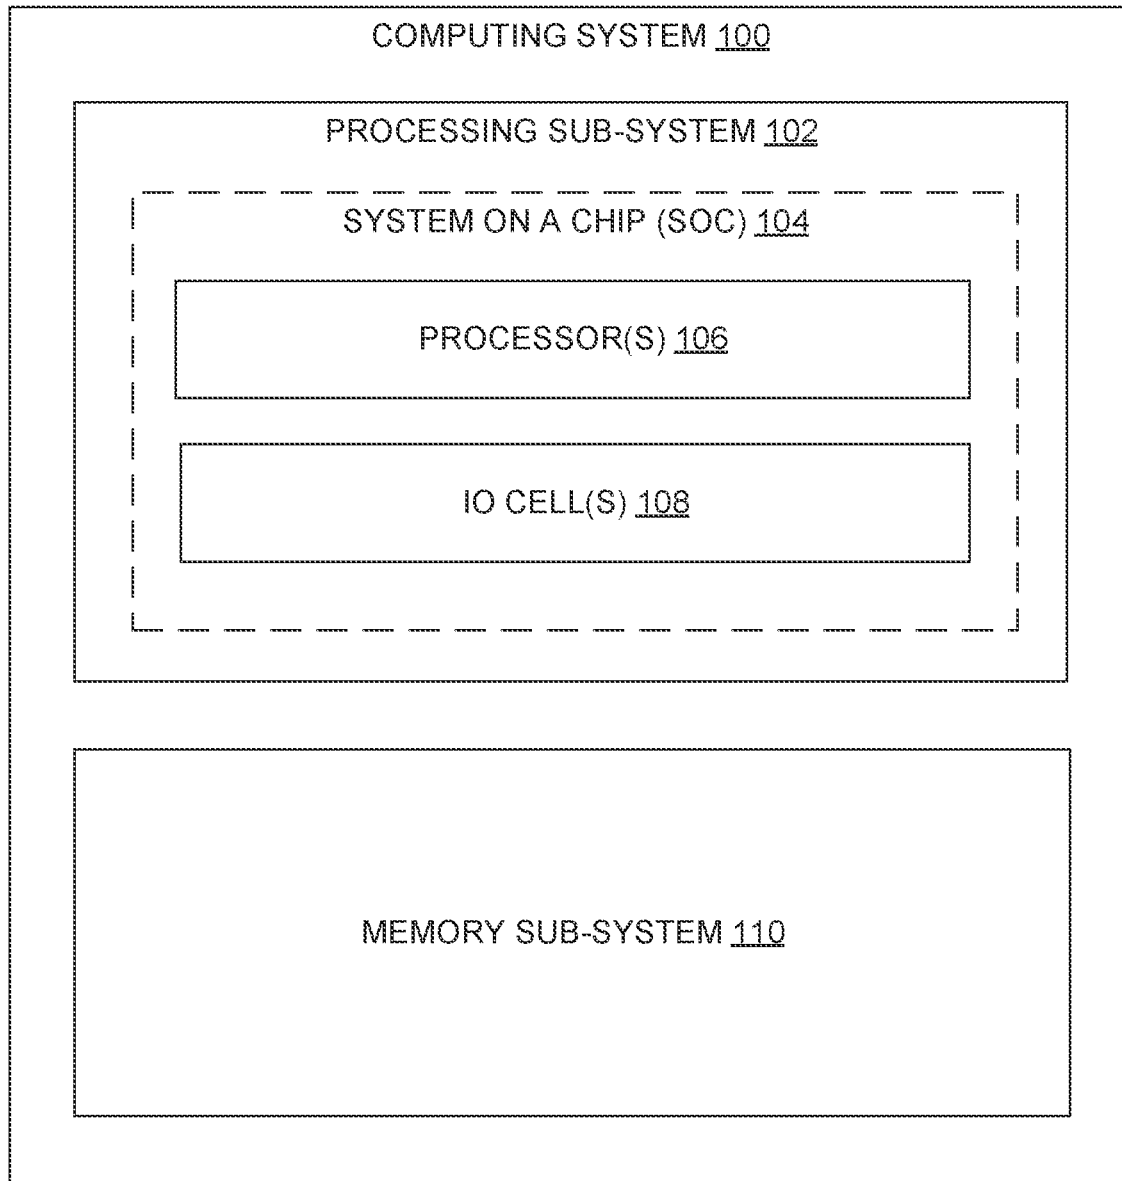 COMPUTING SYSTEM 100
PROCESSING SUB-SYSTEM 102
SYSTEM ON A CHIP (SOC) 104
PROCESSOR(S) 106
IO CELL(S) 108
MEMORY SUB-SYSTEM 110